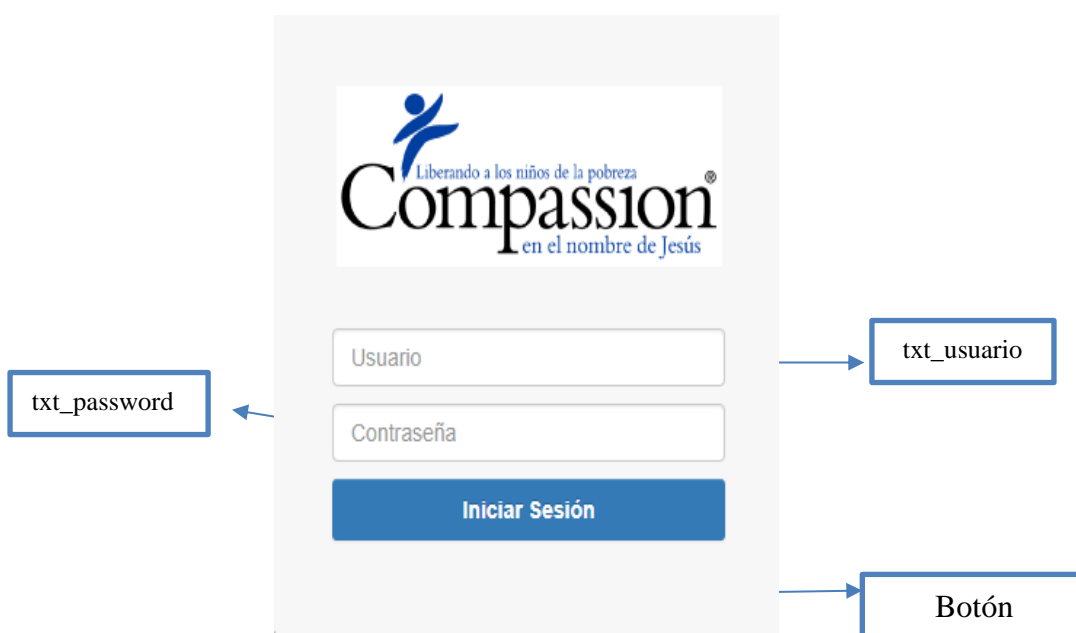 Liberando a los niños de la pobreza
Compassion®
en el nombre de Jesús
Usuario
txt_usuario
txt_password
Contraseña
Iniciar Sesión
Botón